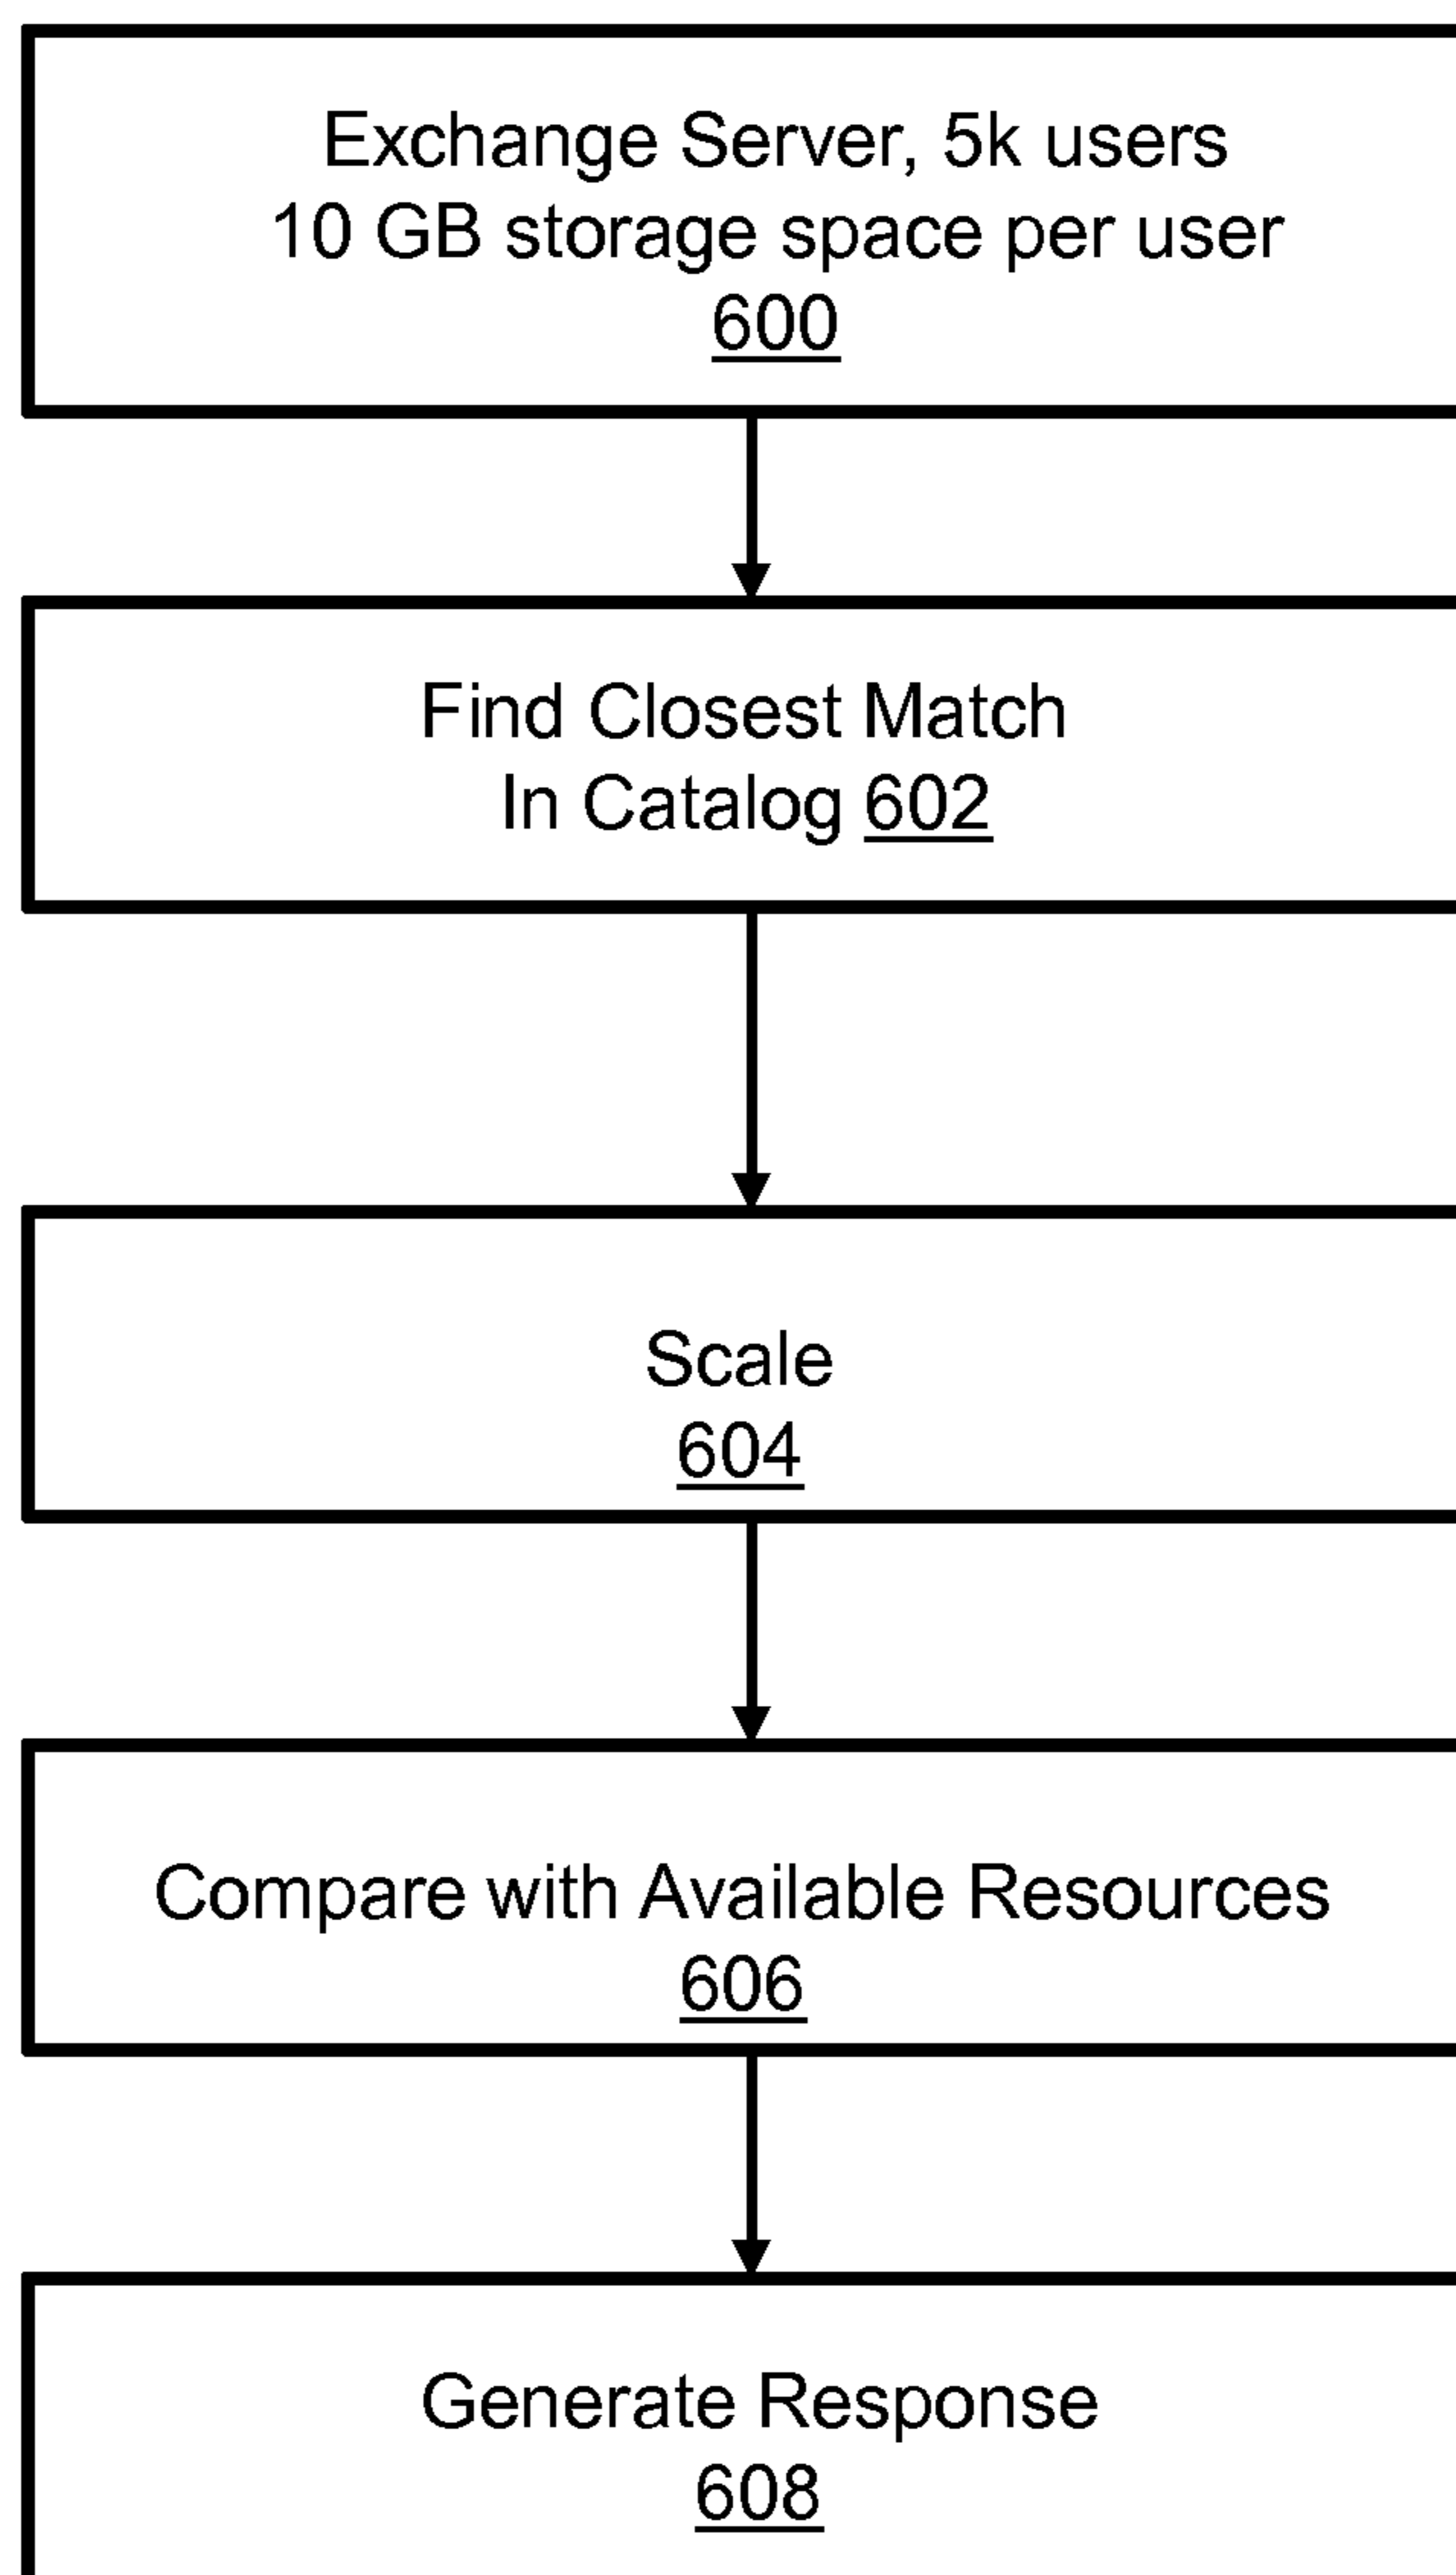 Exchange Server, 5k users
10 GB storage space per user
600
Find Closest Match
In Catalog 602
Scale
604
Compare with Available Resources
606
Generate Response
608